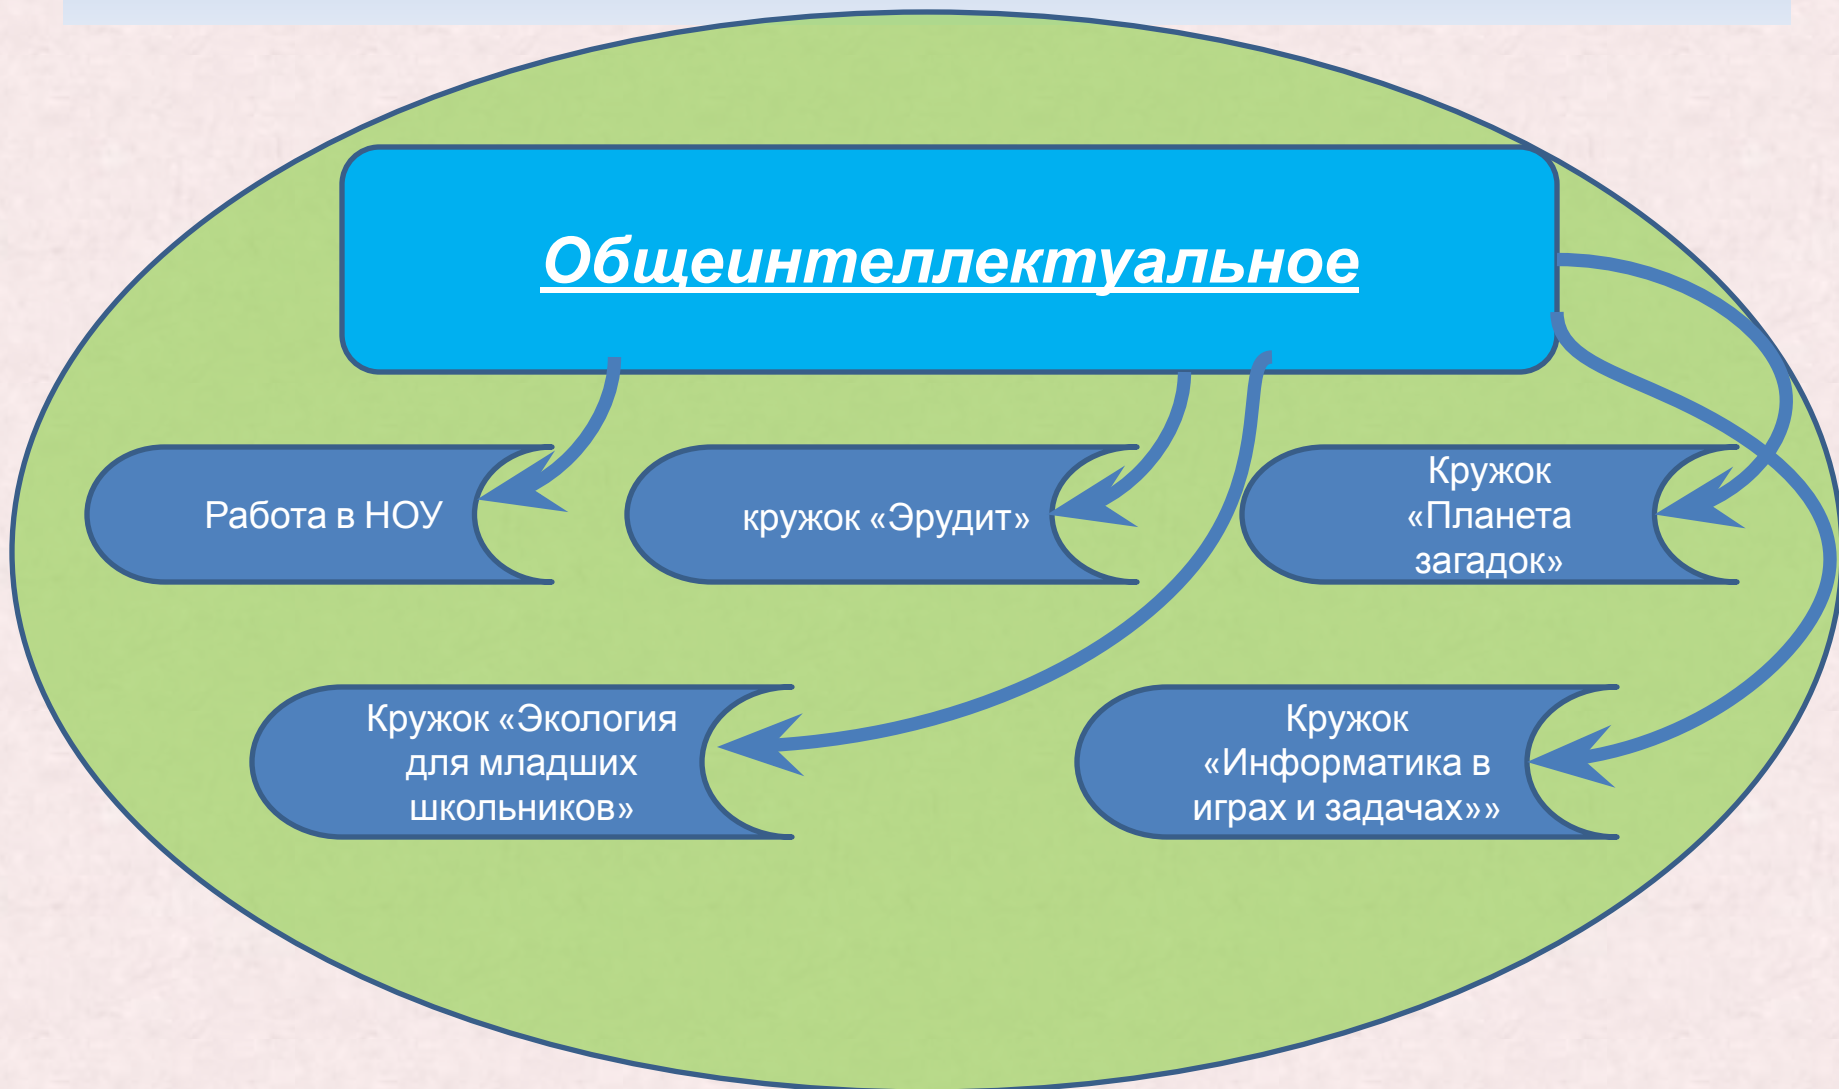 Общеинтеллектуальное
Работа в НОУ
кружок «Эрудит»
Кружок
«Планета
загадок»
Кружок «Экология
для младших
школьников»
Кружок
«Информатика в
играх и задачах»»